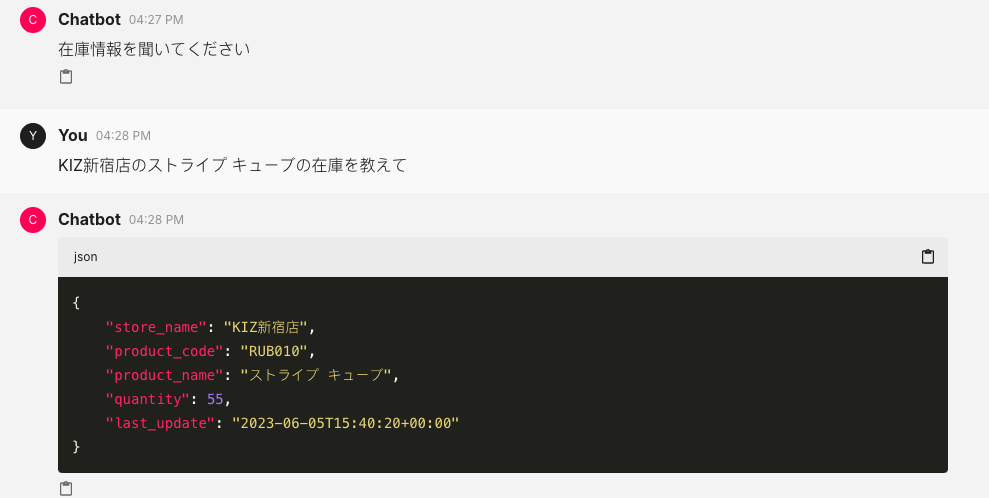 C Chatbot 04:27 PM
在庫情報を聞いてください
Y You 04:28 PM
KIZ新宿店のストライプ キューブの在庫を教えて
C Chatbot 04:28 PM
json
{
    "store_name": "KIZ新宿店",
    "product_code": "RUB010",
    "product_name": "ストライプ キューブ",
    "quantity": 55,
    "last_update": "2023-06-05T15:40:20+00:00"
}